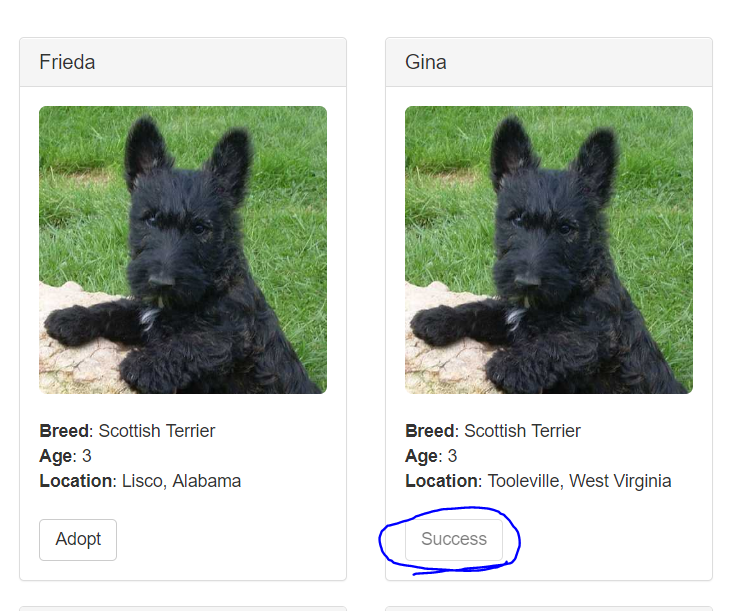 Frieda
Breed: Scottish Terrier
Age: 3
Location: Lisco, Alabama
Adopt
Gina
Breed: Scottish Terrier
Age: 3
Location: Tooleville, West Virginia
Success